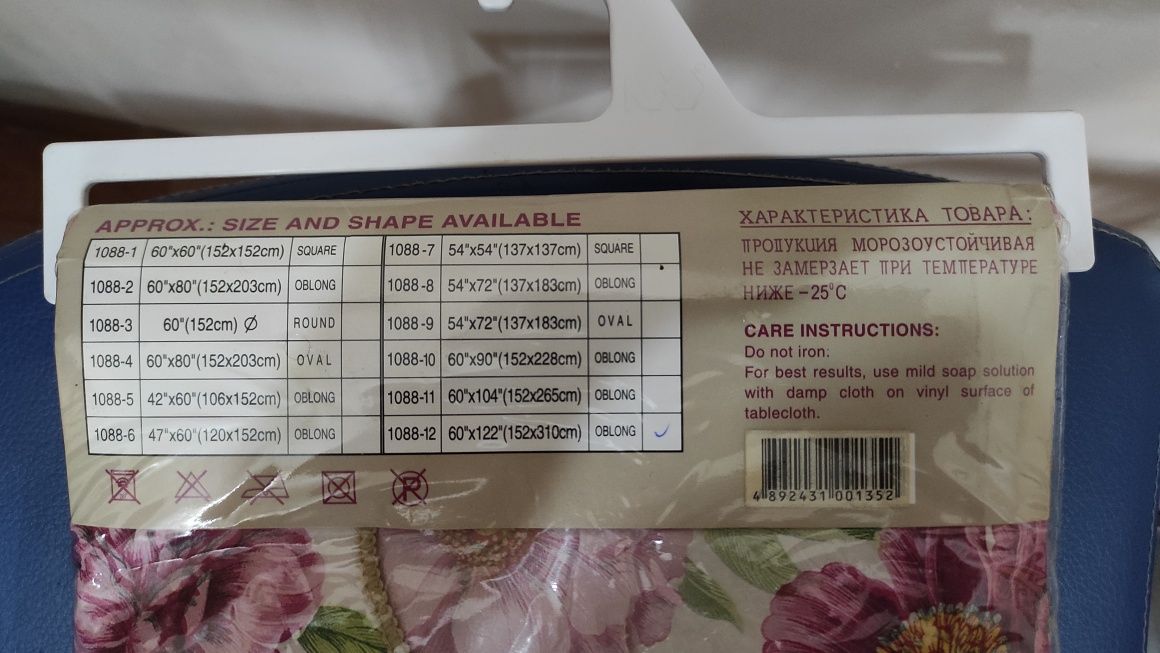 APPROX.: SIZE AND SHAPE AVAILABLE
1088-1 60"x60"(152x152cm) SQUARE
1088-2 60"x80"(152x203cm) OBLONG
1088-3 60"(152cm) Ø ROUND
1088-4 60"x80"(152x203cm) OVAL
1088-5 42"x60"(106x152cm) OBLONG
1088-6 47"x60"(120x152cm) OBLONG
1088-7 54"x54"(137x137cm) SQUARE
1088-8 54"x72"(137x183cm) OBLONG
1088-9 54"x72"(137x183cm) OVAL
1088-10 60"x90"(152x228cm) OBLONG
1088-11 60"x104"(152x265cm) OBLONG
1088-12 60"x122"(152x310cm) OBLONG ✓
ХАРАКТЕРИСТИКА ТОВАРА:
ПРОПУКЦИЯ МОРОЗОУСТОЙЧИВАЯ
НЕ ЗАМЕРЗАЕТ ПРИ ТЕМПЕРАТУРЕ
НИЖЕ -25°C
CARE INSTRUCTIONS:
Do not iron.
For best results, use mild soap solution
with damp cloth on vinyl surface of
tablecloth.
4 892431 001352
R